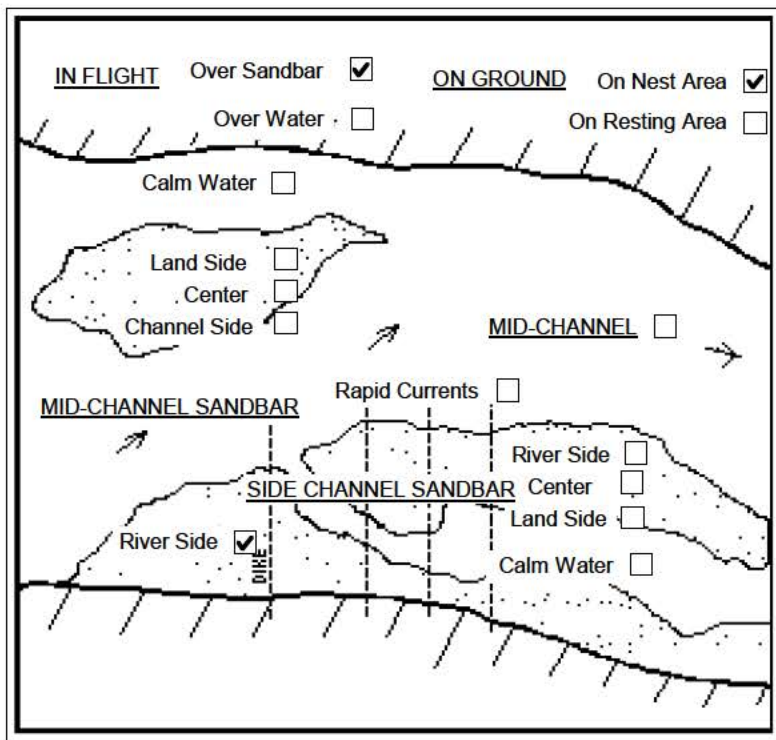 IN FLIGHT
Over Sandbar
Over Water
ON GROUND
On Nest Area
On Resting Area
Calm Water
Land Side
Center
Channel Side
MID-CHANNEL
Rapid Currents
MID-CHANNEL SANDBAR
River Side
SIDE CHANNEL SANDBAR
Center
Land Side
River Side
DIKE
Calm Water